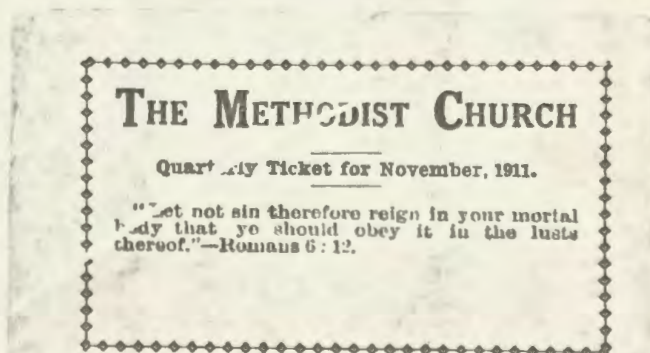 THE METHODIST CHURCH
Quarterly Ticket for November, 1911.
"Let not sin therefore reign in your mortal
body that ye should obey it in the lusts
thereof."—Romans 6:12.